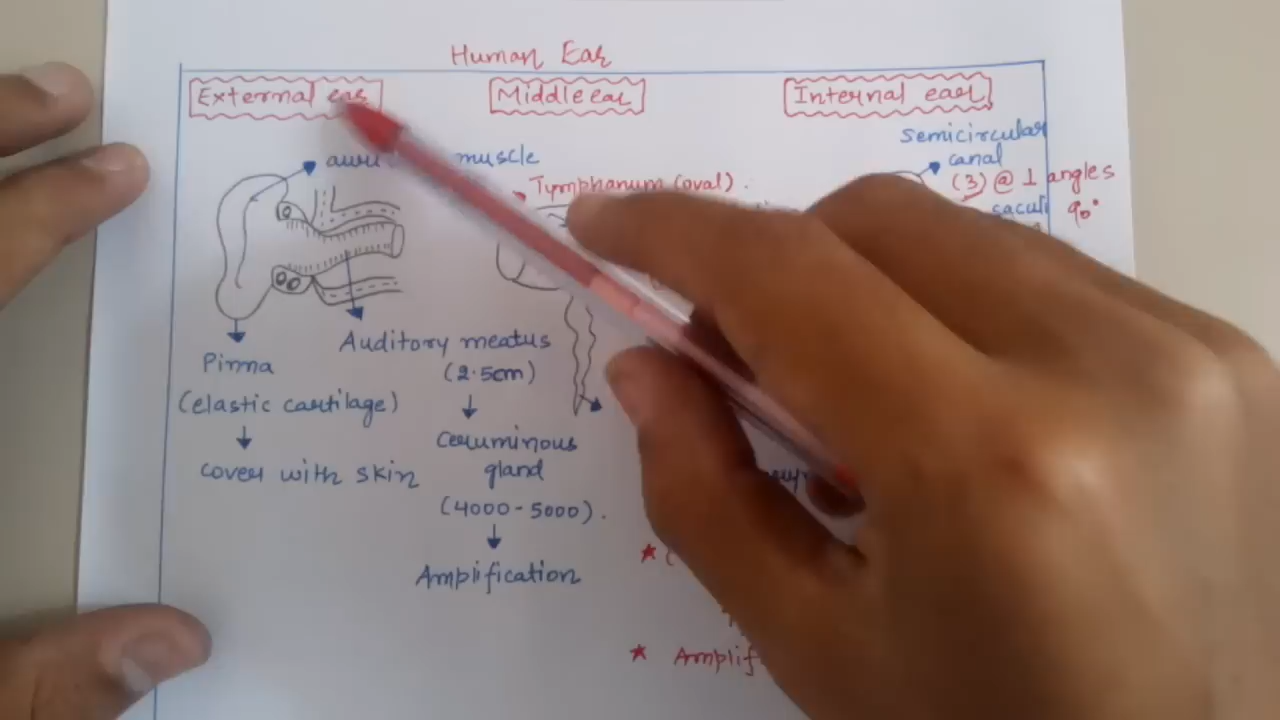 Human Ear
External ear
Middle ear
Internal ear
muscle
Tymphanum (oval).
semicircular
canal
(3) @ ⊥ angles
90°
saculi
Pinna
(elastic cartilage)
cover with skin
Auditory meatus
(2.5cm)
Ceruminous
gland
(4000-5000).
Amplification